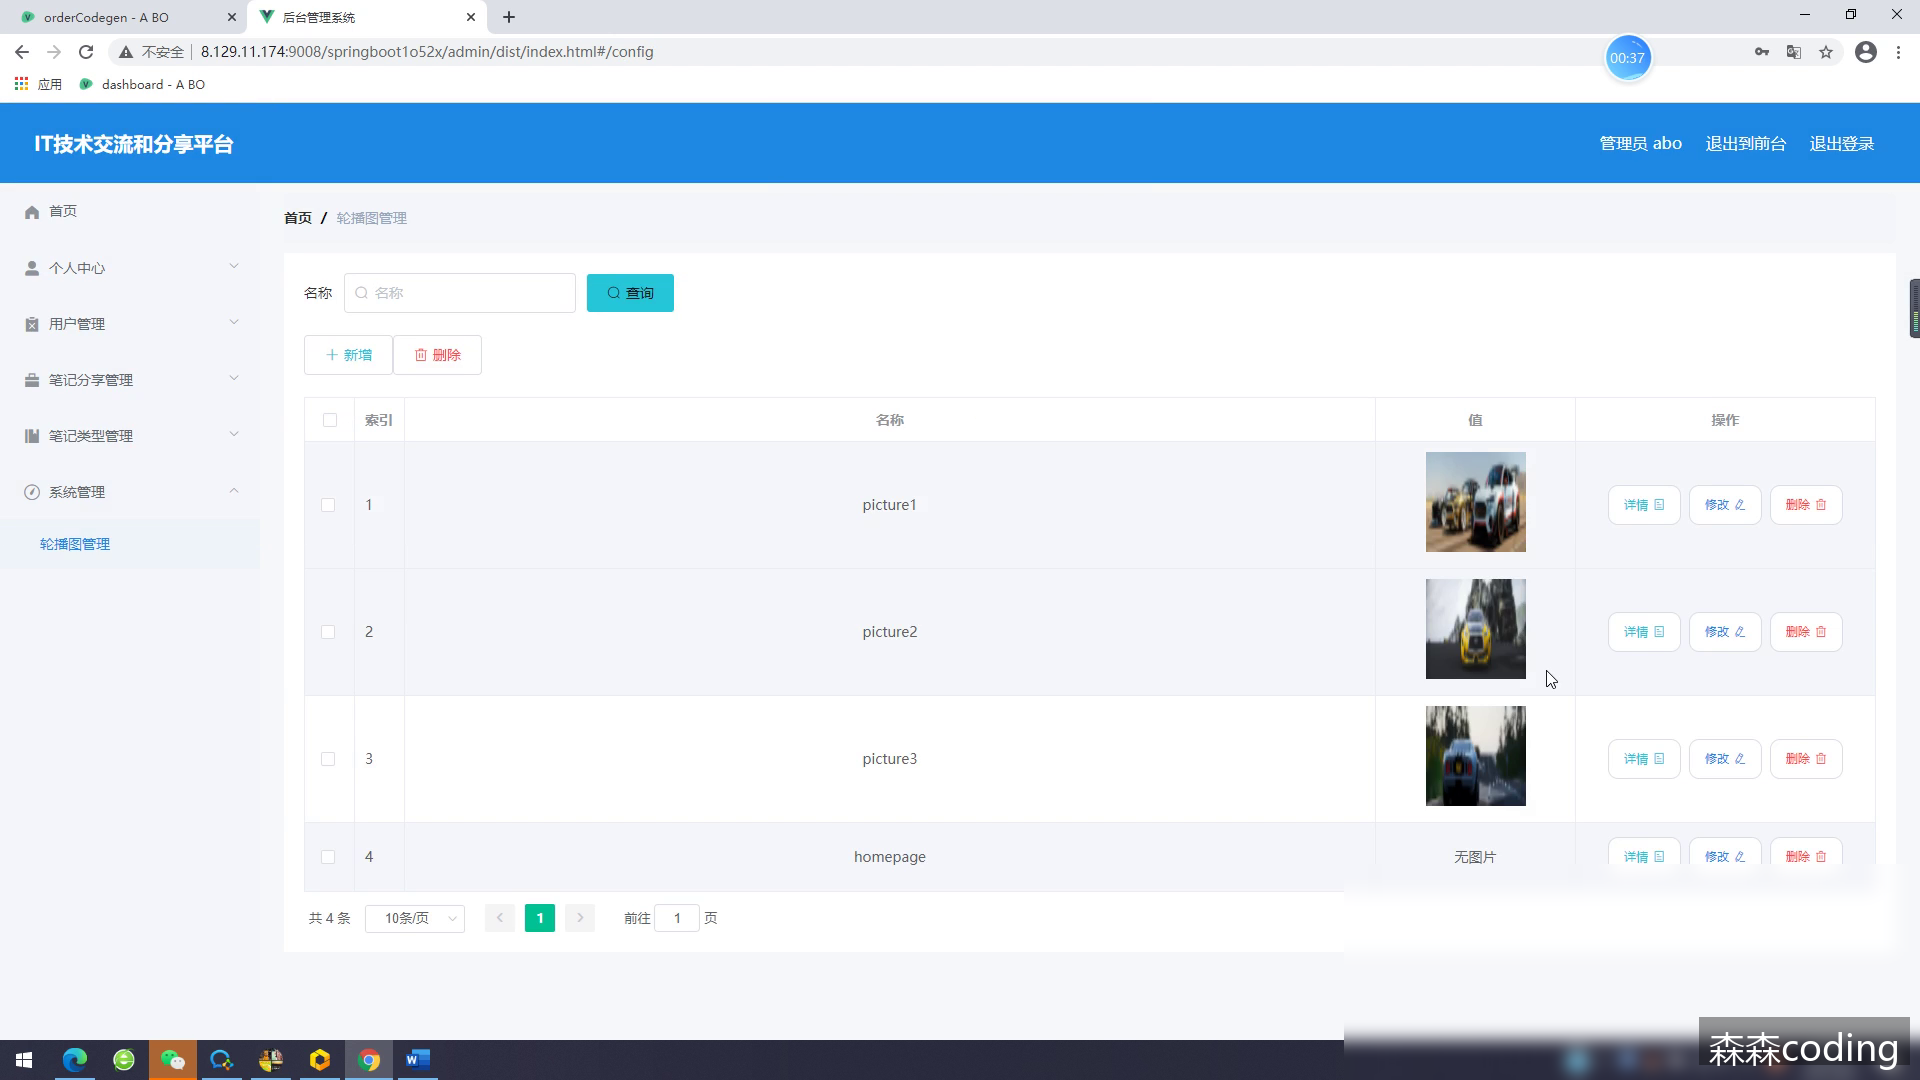 orderCodegen - A BO
后台管理系统
不安全
8.129.11.174:9008/springboot1o52x/admin/dist/index.html#/config
00:37
应用
dashboard - A BO
IT技术交流和分享平台
管理员 abo
退出到前台
退出登录
首页
个人中心
用户管理
笔记分享管理
笔记类型管理
系统管理
轮播图管理
首页 / 轮播图管理
名称
名称
查询
新增
删除
索引 名称 值 操作
1 picture1 详情 修改 删除
2 picture2 详情 修改 删除
3 picture3 详情 修改 删除
4 homepage 无图片 详情 修改 删除
共 4 条 10条/页 1 前往 1 页
森森coding